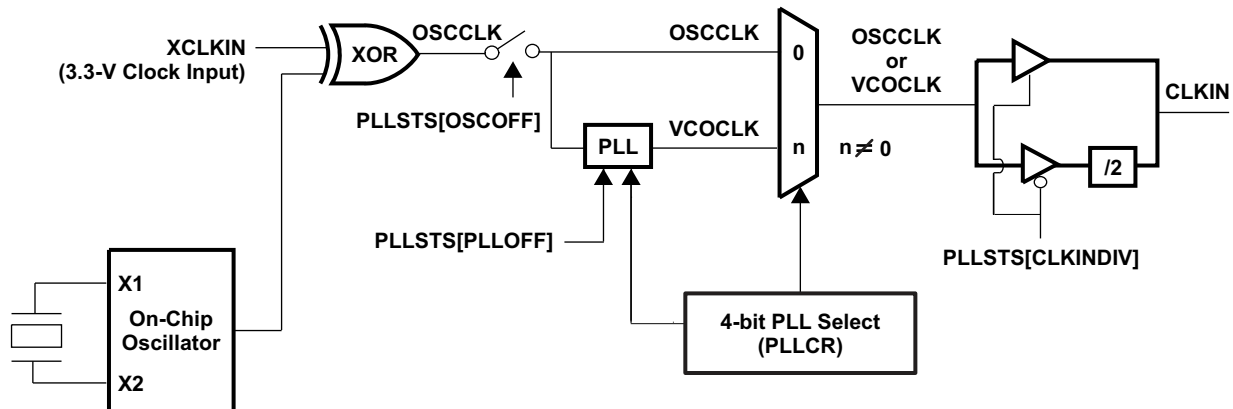 XCLKIN
(3.3-V Clock Input)
XOR
OSCCLK
PLLSTS[OSCOFF]
OSCCLK
0
PLL
VCOCLK
n
n ≠ 0
OSCCLK
or
VCOCLK
CLKIN
/2
PLLSTS[PLLOFF]
PLLSTS[CLKINDIV]
X1
On-Chip
Oscillator
X2
4-bit PLL Select
(PLLCR)